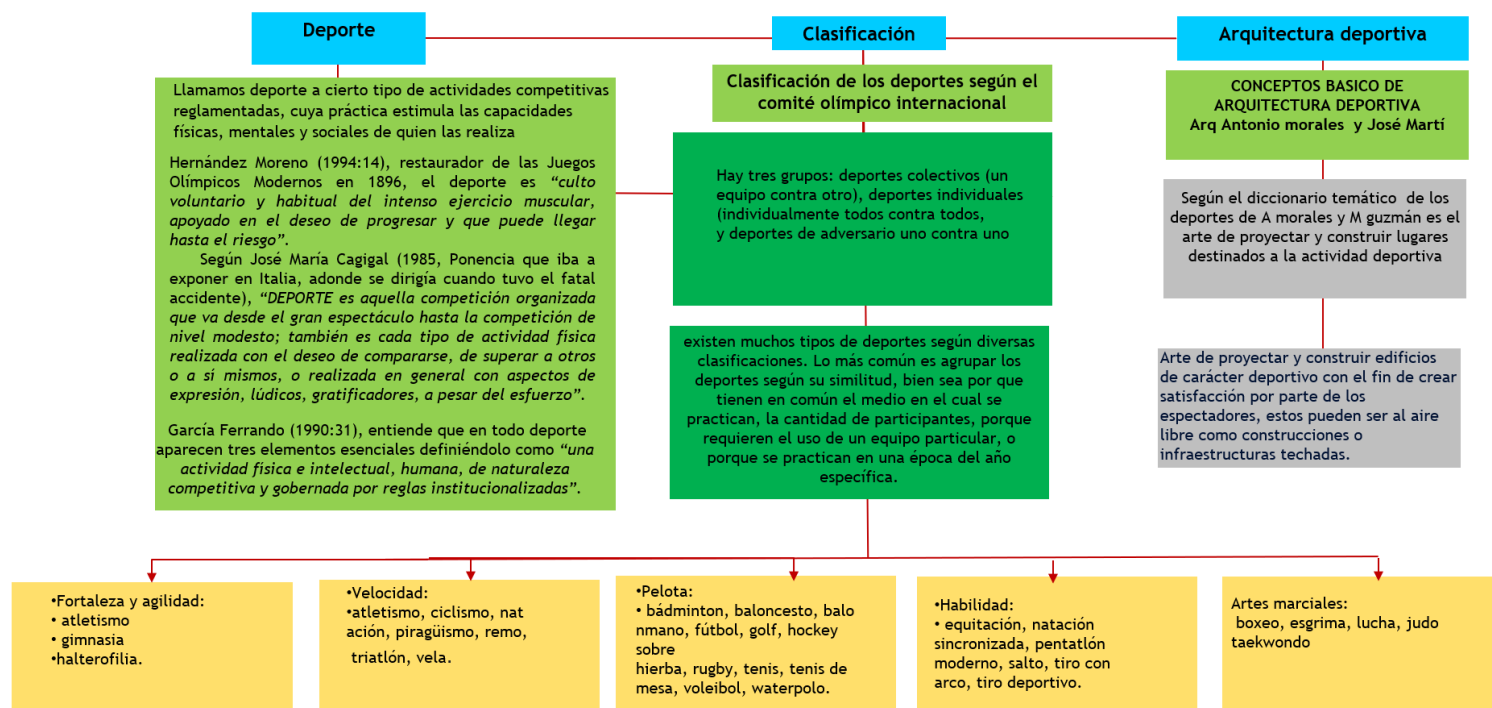 Deporte
Clasificación
Arquitectura deportiva
Llamamos deporte a cierto tipo de actividades competitivas
reglamentadas, cuya práctica estimula las capacidades
físicas, mentales y sociales de quien las realiza
Hernández Moreno (1994:14), restaurador de las Juegos
Olímpicos Modernos en 1896, el deporte es “culto
voluntario y habitual del intenso ejercicio muscular,
apoyado en el deseo de progresar y que puede llegar
hasta el riesgo”.
Según José María Cagigal (1985, Ponencia que iba a
exponer en Italia, adonde se dirigía cuando tuvo el fatal
accidente), “DEPORTE es aquella competición organizada
que va desde el gran espectáculo hasta la competición de
nivel modesto; también es cada tipo de actividad física
realizada con el deseo de compararse, de superar a otros
o a sí mismos, o realizada en general con aspectos de
expresión, lúdicos, gratificadores, a pesar del esfuerzo”.
García Ferrando (1990:31), entiende que en todo deporte
aparecen tres elementos esenciales definiéndolo como “una
actividad física e intelectual, humana, de naturaleza
competitiva y gobernada por reglas institucionalizadas”.
Clasificación de los deportes según el
comité olímpico internacional
Hay tres grupos: deportes colectivos (un
equipo contra otro), deportes individuales
(individualmente todos contra todos,
y deportes de adversario uno contra uno
existen muchos tipos de deportes según diversas
clasificaciones. Lo más común es agrupar los
deportes según su similitud, bien sea por que
tienen en común el medio en el cual se
practican, la cantidad de participantes, porque
requieren el uso de un equipo particular, o
porque se practican en una época del año
específica.
CONCEPTOS BASICO DE
ARQUITECTURA DEPORTIVA
Arq Antonio morales y José Martí
Según el diccionario temático de los
deportes de A morales y M guzmán es el
arte de proyectar y construir lugares
destinados a la actividad deportiva
Arte de proyectar y construir edificios
de carácter deportivo con el fin de crear
satisfacción por parte de los
espectadores, estos pueden ser al aire
libre como construcciones o
infraestructuras techadas.
•Fortaleza y agilidad:
• atletismo
• gimnasia
•halterofilia.
•Velocidad:
•atletismo, ciclismo, nat
ación, piragüismo, remo,
triatlón, vela.
•Pelota:
• bádminton, baloncesto, balo
nmano, fútbol, golf, hockey
sobre
hierba, rugby, tenis, tenis de
mesa, voleibol, waterpolo.
•Habilidad:
• equitación, natación
sincronizada, pentatlón
moderno, salto, tiro con
arco, tiro deportivo.
Artes marciales:
boxeo, esgrima, lucha, judo
taekwondo